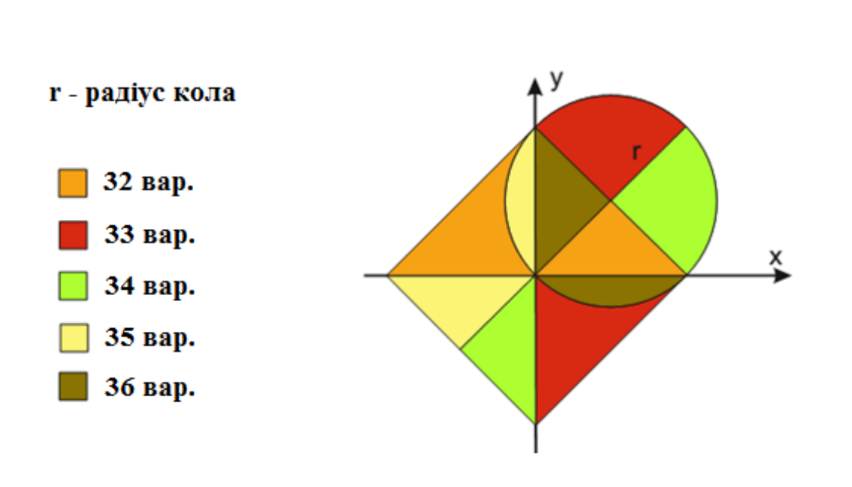 r - радіус кола
32 вар.
33 вар.
34 вар.
35 вар.
36 вар.
y
r
x